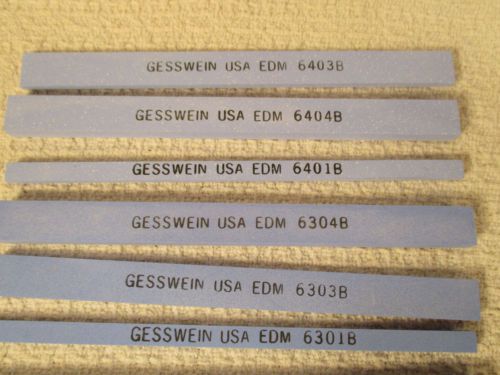 GESSWEIN USA EDM 6403B
GESSWEIN USA EDM 6404B
GESSWEIN USA EDM 6401B
GESSWEIN USA EDM 6304B
GESSWEIN USA EDM 6303B
GESSWEIN USA EDM 6301B